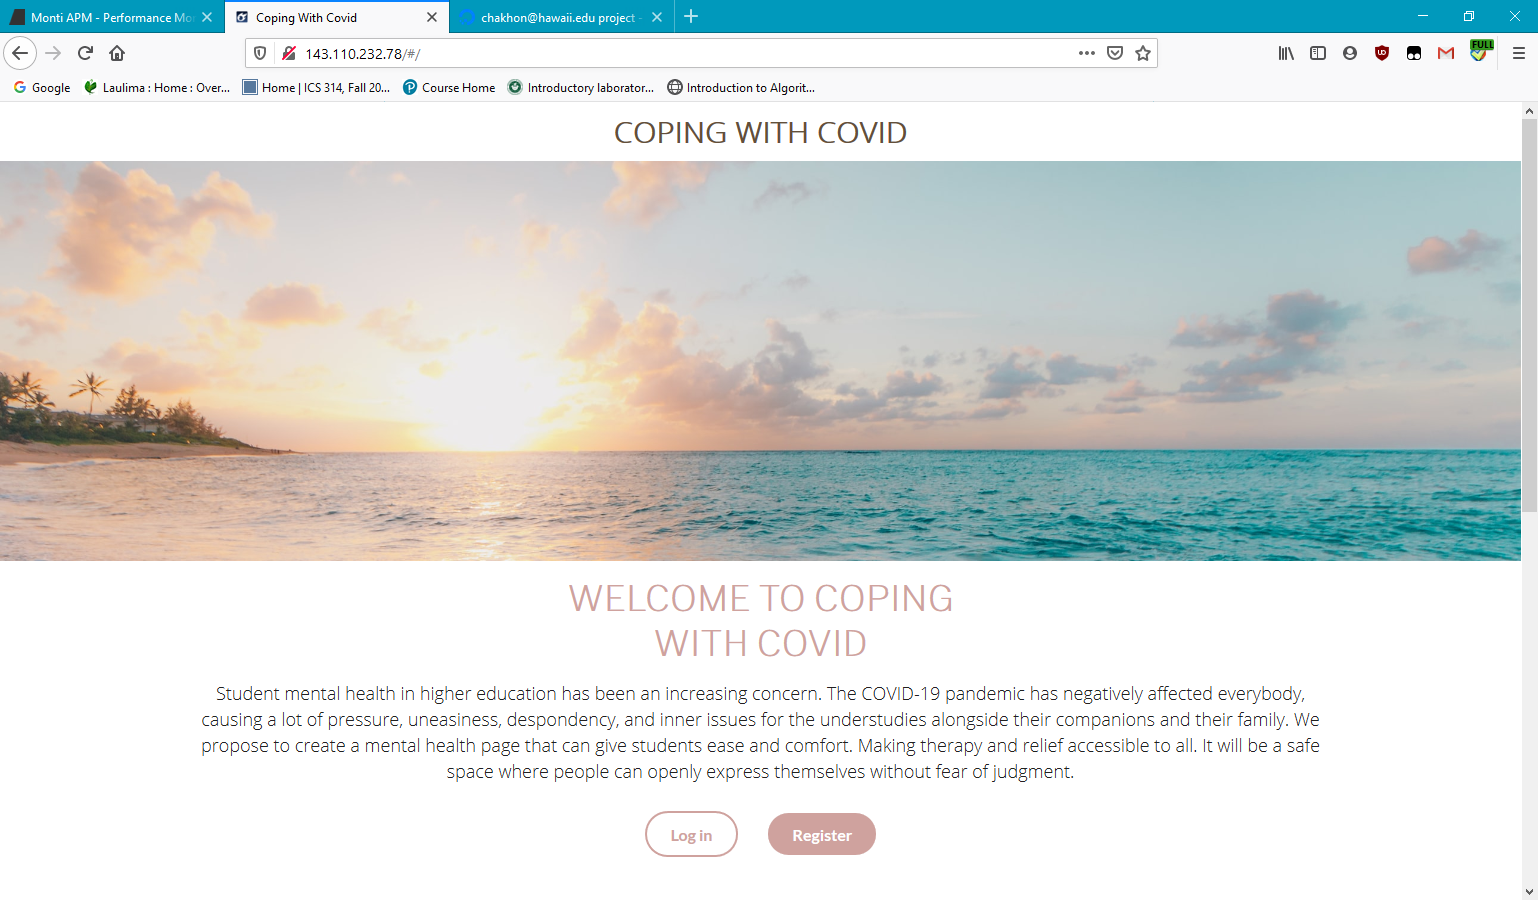 Monti APM - Performance Mo
Coping With Covid
chakhon@hawaii.edu project -
143.110.232.78/#/
FULL
Google
Laulima : Home : Over...
Home | ICS 314, Fall 20...
Course Home
Introductory laborator...
Introduction to Algorit...
COPING WITH COVID
WELCOME TO COPING
WITH COVID
Student mental health in higher education has been an increasing concern. The COVID-19 pandemic has negatively affected everybody,
causing a lot of pressure, uneasiness, despondency, and inner issues for the understudies alongside their companions and their family. We
propose to create a mental health page that can give students ease and comfort. Making therapy and relief accessible to all. It will be a safe
space where people can openly express themselves without fear of judgment.
Log in
Register